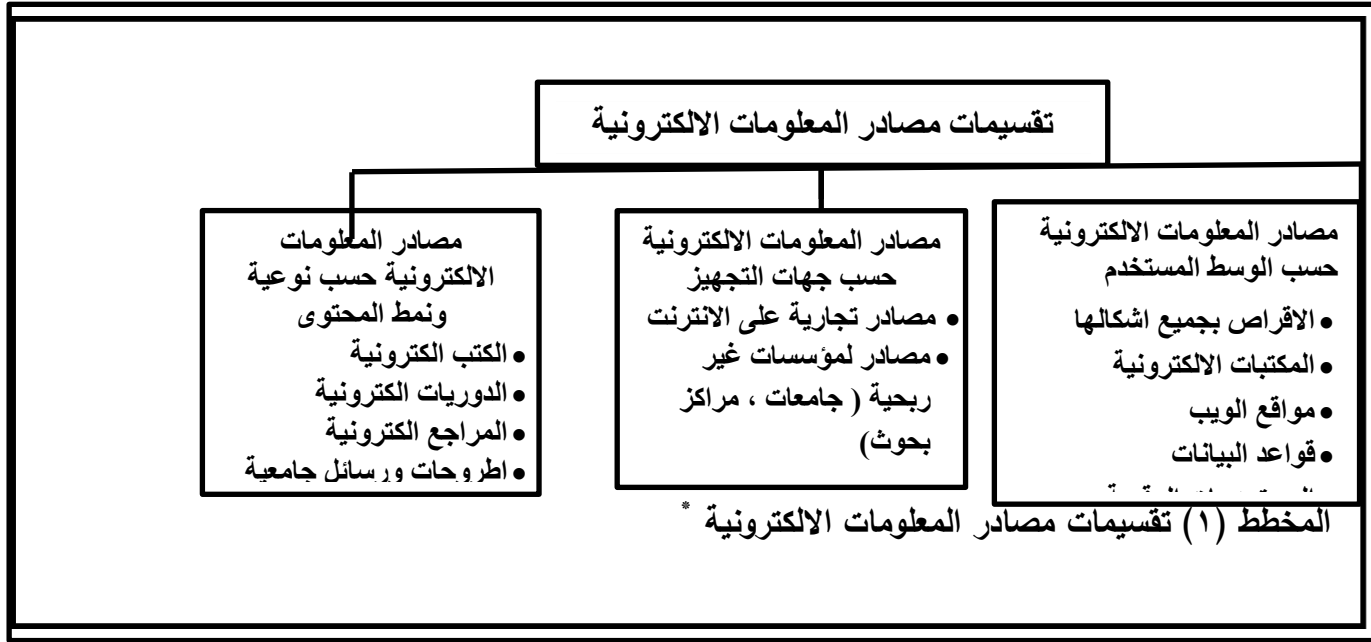 تقسيمات مصادر المعلومات الالكترونية
مصادر المعلومات الالكترونية
حسب الوسط المستخدم
• الاقراص بجميع اشكالها
• المكتبات الالكترونية
• مواقع الويب
• قواعد البيانات
مصادر المعلومات الالكترونية
حسب جهات التجهيز
• مصادر تجارية على الانترنت
• مصادر لمؤسسات غير
ربحية ( جامعات ، مراكز
بحوث)
مصادر المعلومات
الالكترونية حسب نوعية
ونمط المحتوى
• الكتب الكترونية
• الدوريات الكترونية
• المراجع الكترونية
• اطروحات ورسائل جامعية
المخطط (١) تقسيمات مصادر المعلومات الالكترونية *